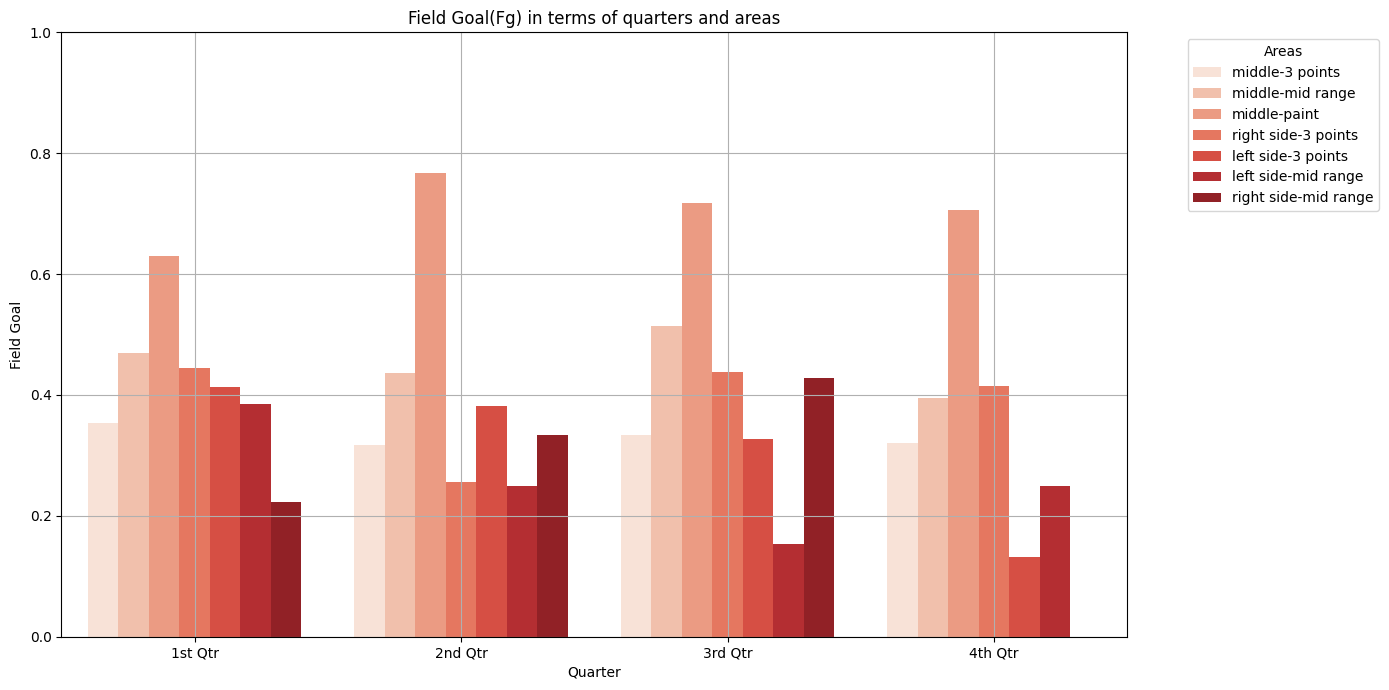 Field Goal(Fg) in terms of quarters and areas
1.0
0.8
0.6
0.4
0.2
0.0
Field Goal
1st Qtr
2nd Qtr
3rd Qtr
4th Qtr
Quarter
Areas
middle-3 points
middle-mid range
middle-paint
right side-3 points
left side-3 points
left side-mid range
right side-mid range